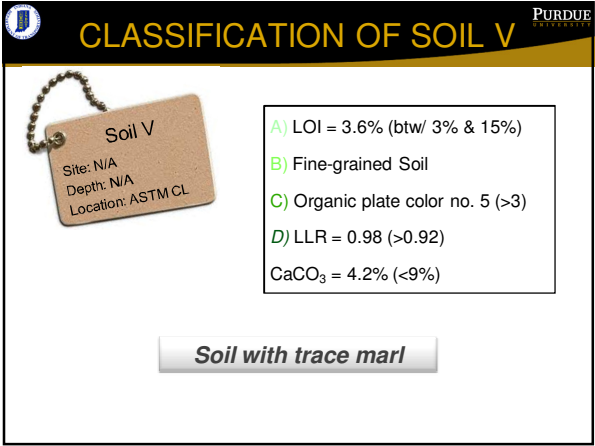 CLASSIFICATION OF SOIL V
PURDUE
UNIVERSITY
Soil V
Site: N/A
Depth: N/A
Location: ASTM CL
A) LOI = 3.6% (btw/ 3% & 15%)
B) Fine-grained Soil
C) Organic plate color no. 5 (>3)
D) LLR = 0.98 (>0.92)
CaCO₃ = 4.2% (<9%)
Soil with trace marl